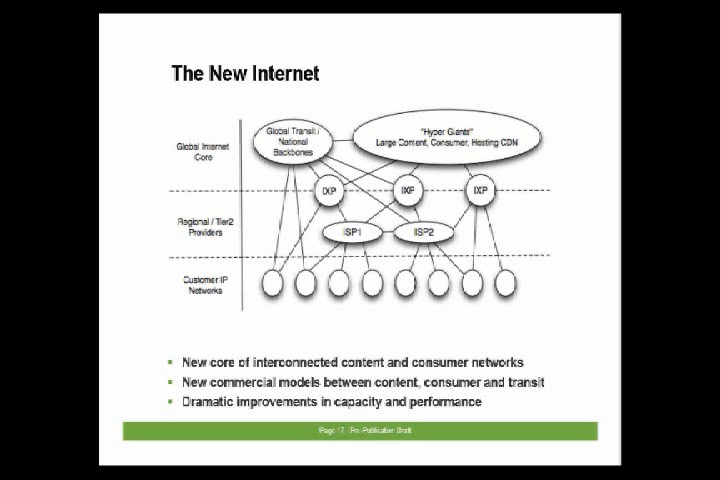 The New Internet
Global Internet
Core
Global Transit /
National
Backbones
"Hyper Giants"
Large Content, Consumer, Hosting CDN
IXP
IXP
IXP
Regional / Tier2
Providers
ISP1
ISP2
Customer IP
Networks
New core of interconnected content and consumer networks
New commercial models between content, consumer and transit
Dramatic improvements in capacity and performance
Page 17 Pre-Publication Draft